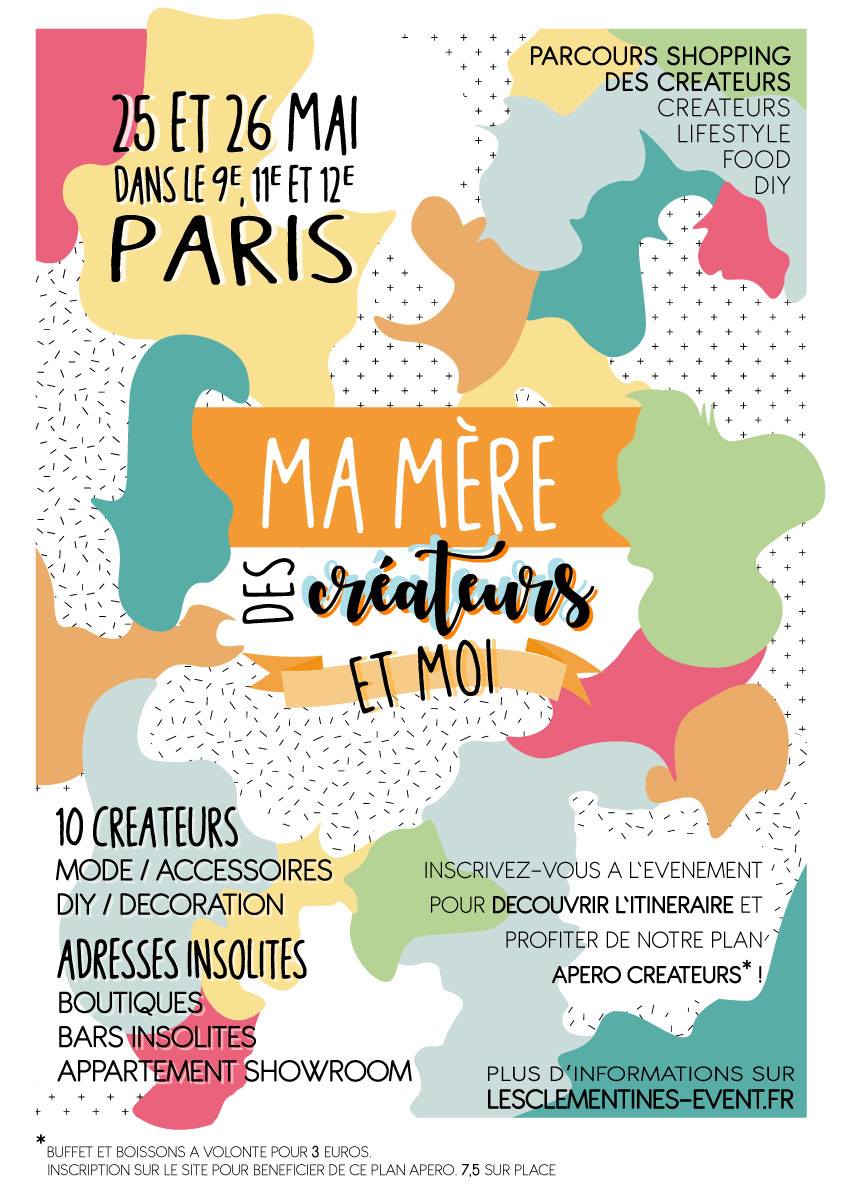 25 ET 26 MAI
DANS LE 9E, 11E ET 12E
PARIS
PARCOURS SHOPPING
DES CREATEURS
CREATEURS
LIFESTYLE
FOOD
DIY
MA MÈRE
DES créateurs
ET MOI
10 CREATEURS
MODE / ACCESSOIRES
DIY / DECORATION
ADRESSES INSOLITES
BOUTIQUES
BARS INSOLITES
APPARTEMENT SHOWROOM
INSCRIVEZ-VOUS A L'EVENEMENT
POUR DECOUVRIR L'ITINERAIRE ET
PROFITER DE NOTRE PLAN
APERO CREATEURS* !
PLUS D'INFORMATIONS SUR
LESCLEMENTINES-EVENT.FR
* BUFFET ET BOISSONS A VOLONTE POUR 3 EUROS.
INSCRIPTION SUR LE SITE POUR BENEFICIER DE CE PLAN APERO. 7,5 SUR PLACE